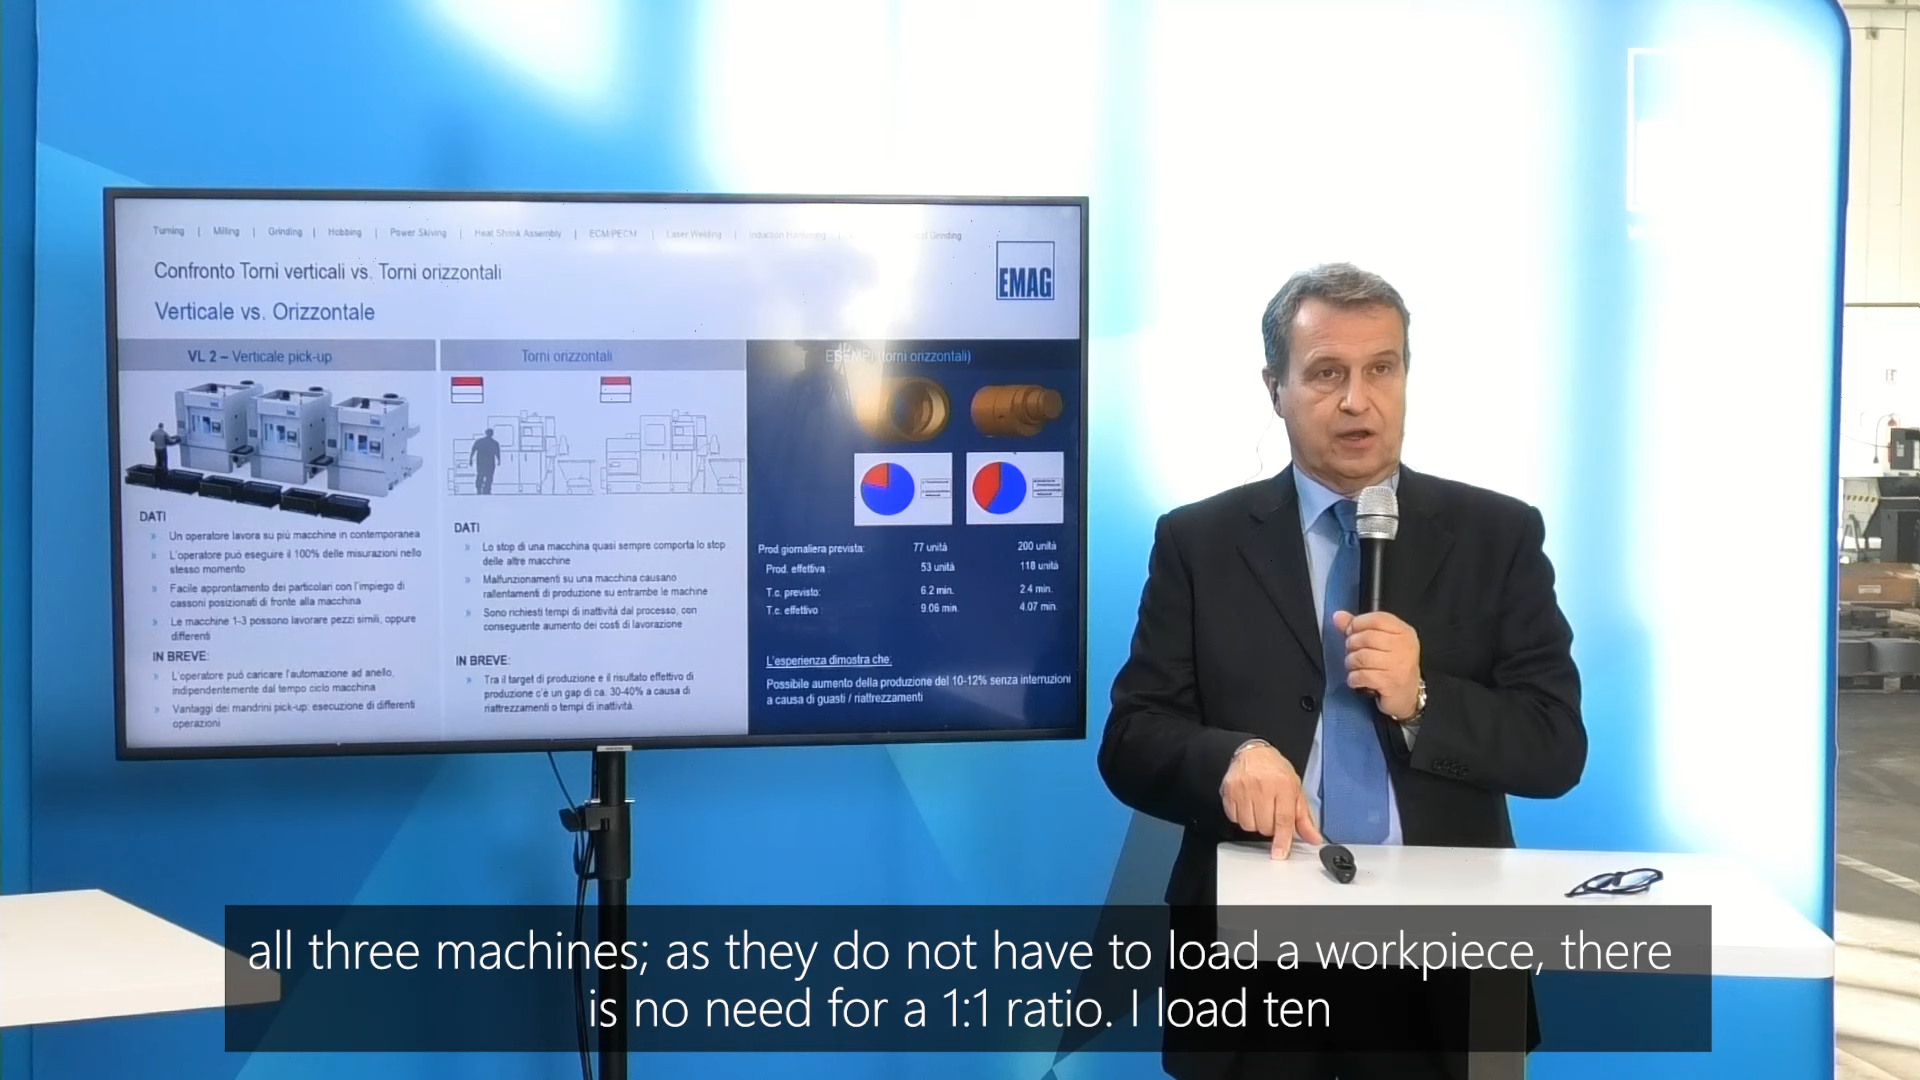 Turning | Milling | Grinding | Hobbing | Power Skiving | Heat Shrink Assembly | ECM/PECM | Laser Welding | Induction Hardening | Grinding
Confronto Torni verticali vs. Torni orizzontali
EMAG
Verticale vs. Orizzontale
VL 2 – Verticale pick-up
DATI
» Un operatore lavora su più macchine in contemporanea
» L'operatore può eseguire il 100% delle misurazioni nello
stesso momento
» Facile approntamento dei particolari con l'impiego di
cassoni posizionati di fronte alla macchina
» Le macchine 1-3 possono lavorare pezzi simili, oppure
differenti
IN BREVE:
» L'operatore può caricare l'automazione ad anello,
indipendentemente dal tempo ciclo macchina
» Vantaggi dei mandrini pick-up: esecuzione di differenti
operazioni
Torni orizzontali
DATI
» Lo stop di una macchina quasi sempre comporta lo stop
delle altre macchine
» Malfunzionamenti su una macchina causano
rallentamenti di produzione su entrambe le machine
» Sono richiesti tempi di inattività dal processo, con
conseguente aumento dei costi di lavorazione
IN BREVE:
» Tra il target di produzione e il risultato effettivo di
produzione c'è un gap di ca. 30-40% a causa di
riattrezzamenti o tempi di inattività.
ESEMPI (torni orizzontali)
Prod giornaliera prevista: 77 unità 200 unità
Prod. effettiva : 53 unità 118 unità
T.c. previsto: 6.2 min. 2.4 min.
T.c. effettivo : 9.06 min. 4.07 min.
L'esperienza dimostra che:
Possibile aumento della produzione del 10-12% senza interruzioni
a causa di guasti / riattrezzamenti
all three machines; as they do not have to load a workpiece, there
is no need for a 1:1 ratio. I load ten